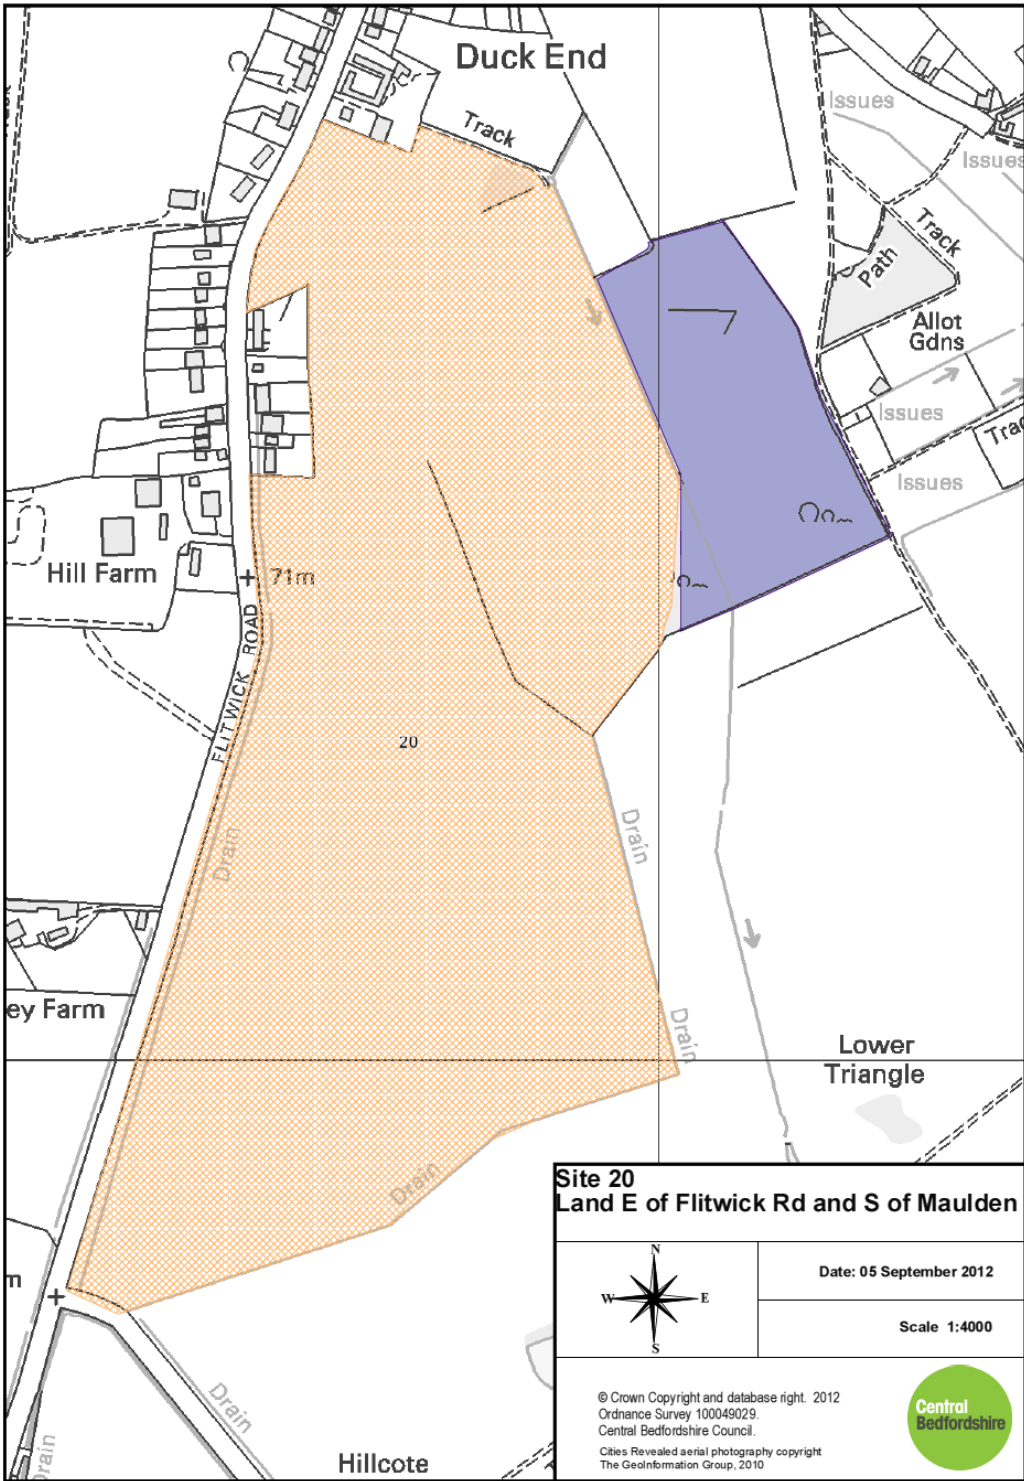 Duck End
Track
Issues
Issues
Track
Track
Path
Allot
Gdns
Issues
Track
Issues
Hill Farm
71m
FLITWICK ROAD
20
Drain
Drain
ey Farm
Drain
Lower
Triangle
Drain
m
Drain
Drain
Hillcote
Site 20
Land E of Flitwick Rd and S of Maulden
N
W
E
S
Date: 05 September 2012
Scale 1:4000
© Crown Copyright and database right. 2012
Ordnance Survey 100049029.
Central Bedfordshire Council.
Cities Revealed aerial photography copyright
The GeoInformation Group, 2010
Central
Bedfordshire